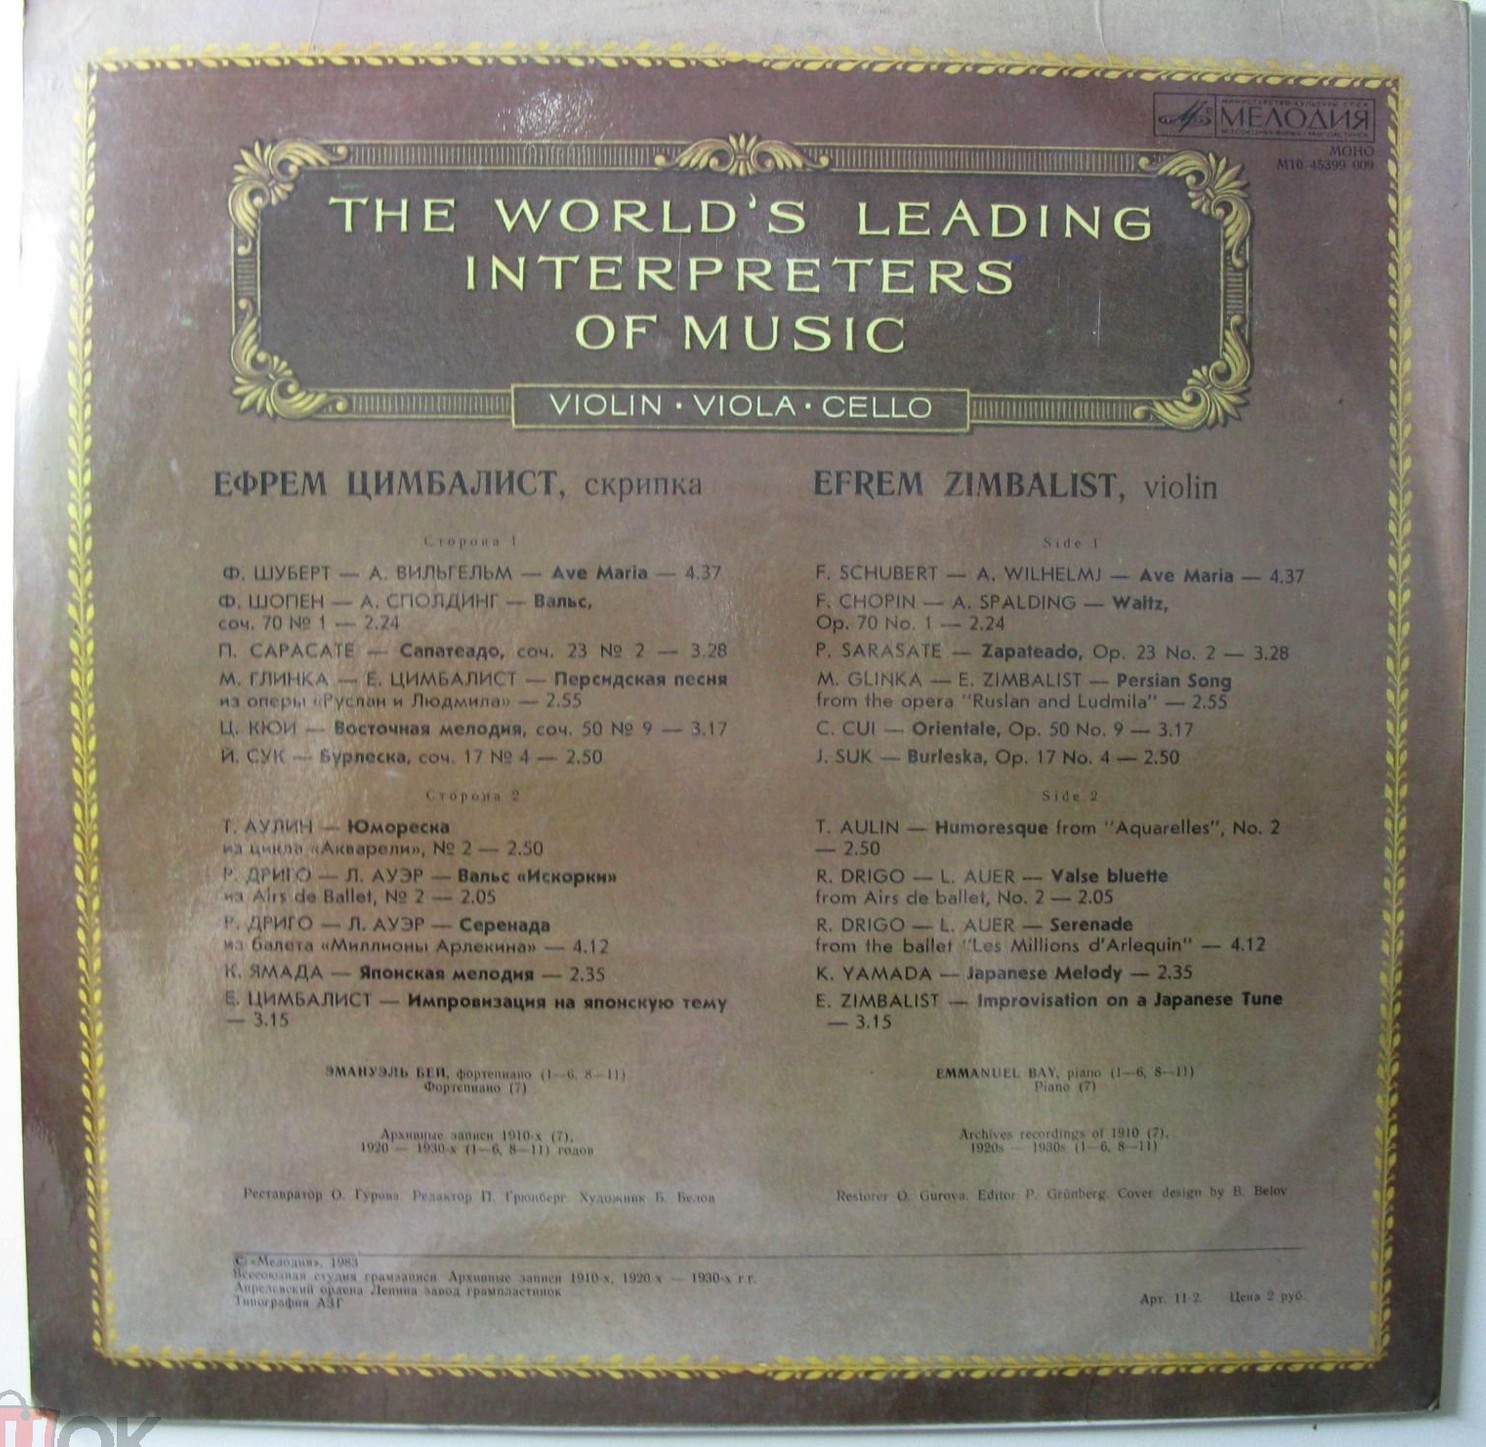 МЕЛОДИЯ
МОНО
М10 45399 009
THE WORLD'S LEADING
INTERPRETERS
OF MUSIC
VIOLIN · VIOLA · CELLO
ЕФРЕМ ЦИМБАЛИСТ, скрипка
Сторона 1
Ф. ШУБЕРТ — А. ВИЛЬГЕЛЬМ — Ave Maria — 4.37
Ф. ШОПЕН — А. СПОЛДИНГ — Вальс,
соч. 70 № 1 — 2.24
П. САРАСАТЕ — Сапатеадо, соч. 23 № 2 — 3.28
М. ГЛИНКА — Е. ЦИМБАЛИСТ — Персидская песня
из оперы «Руслан и Людмила» — 2.55
Ц. КЮИ — Восточная мелодия, соч. 50 № 9 — 3.17
Й. СУК — Бурлеска, соч. 17 № 4 — 2.50
Сторона 2
Т. АУЛИН — Юмореска
из цикла «Акварели», № 2 — 2.50
Р. ДРИГО — Л. АУЭР — Вальс «Искорки»
из Airs de Ballet, № 2 — 2.05
Р. ДРИГО — Л. АУЭР — Серенада
из балета «Миллионы Арлекина» — 4.12
К. ЯМАДА — Японская мелодия — 2.35
Е. ЦИМБАЛИСТ — Импровизация на японскую тему
— 3.15
ЭМАНУЭЛЬ БЕЙ, фортепиано (1—6, 8—11)
Фортепиано (7)
Архивные записи 1910-х (7),
1920 — 1930-х (1—6, 8—11) годов
Реставратор О. Гурова. Редактор П. Грюнберг. Художник Б. Белов
EFREM ZIMBALIST, violin
Side 1
F. SCHUBERT — A. WILHELMJ — Ave Maria — 4.37
F. CHOPIN — A. SPALDING — Waltz,
Op. 70 No. 1 — 2.24
P. SARASATE — Zapateado, Op. 23 No. 2 — 3.28
M. GLINKA — E. ZIMBALIST — Persian Song
from the opera "Ruslan and Ludmila" — 2.55
C. CUI — Orientale, Op. 50 No. 9 — 3.17
J. SUK — Burleska, Op. 17 No. 4 — 2.50
Side 2
T. AULIN — Humoresque from "Aquarelles", No. 2
— 2.50
R. DRIGO — L. AUER — Valse bluette
from Airs de ballet, No. 2 — 2.05
R. DRIGO — L. AUER — Serenade
from the ballet "Les Millions d'Arlequin" — 4.12
K. YAMADA — Japanese Melody — 2.35
E. ZIMBALIST — Improvisation on a Japanese Tune
— 3.15
EMMANUEL BAY, piano (1—6, 8—11)
Piano (7)
Archives recordings of 1910 (7),
1920s — 1930s (1—6, 8—11)
Restorer O. Gurova. Editor P. Grünberg. Cover design by B. Belov
© «Мелодия», 1983
Всесоюзная студия грамзаписи. Архивные записи 1910-х, 1920-х — 1930-х г.г.
Апрелевский ордена Ленина завод грампластинок
Типография АЗГ
Арт. 11-2. Цена 2 руб.